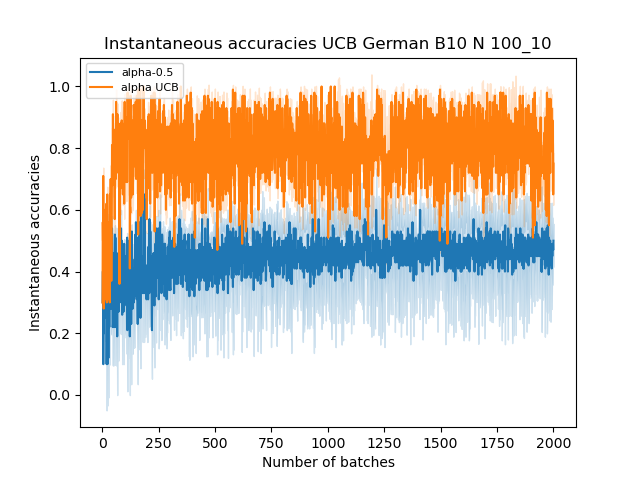 Instantaneous accuracies UCB German B10 N 100_10
alpha-0.5
alpha UCB
Instantaneous accuracies
1.0
0.8
0.6
0.4
0.2
0.0
0 250 500 750 1000 1250 1500 1750 2000
Number of batches